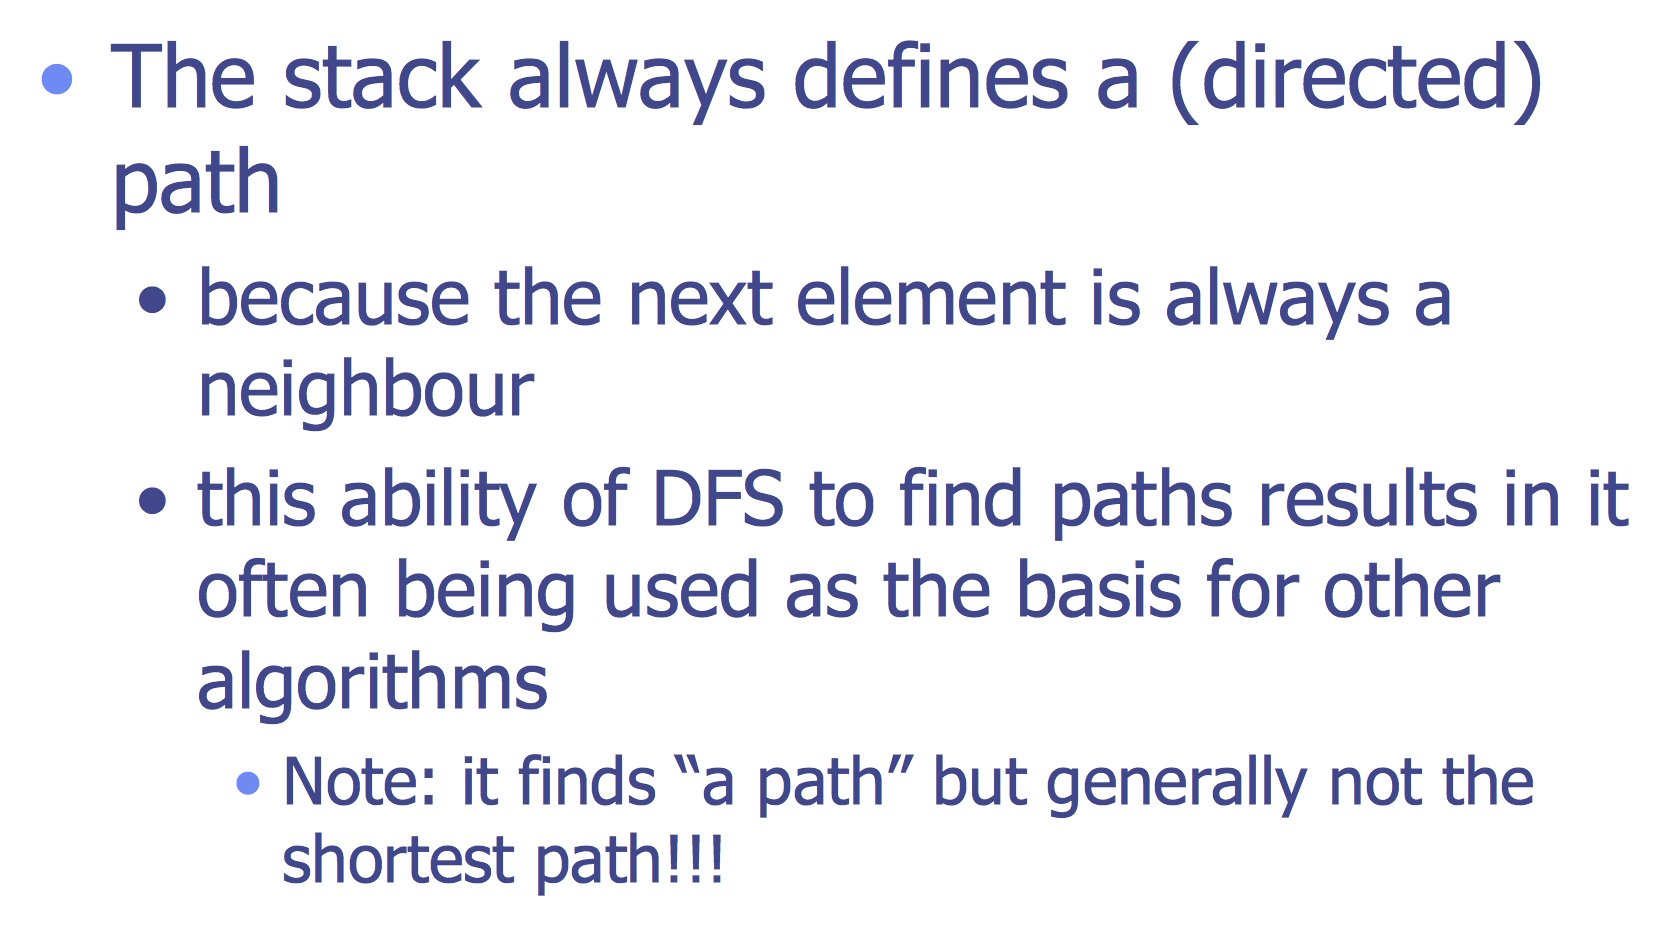 • The stack always defines a (directed)
path
• because the next element is always a
neighbour
• this ability of DFS to find paths results in it
often being used as the basis for other
algorithms
• Note: it finds “a path” but generally not the
shortest path!!!